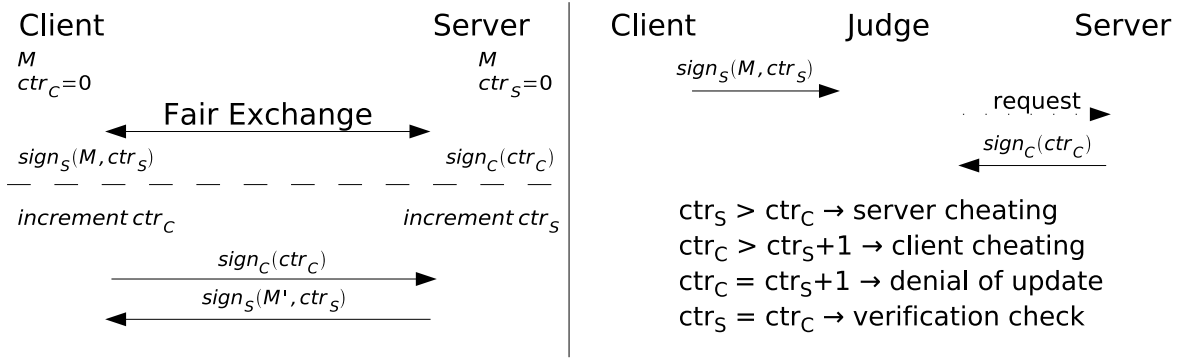 Client Server
M M
ctr_C=0 ctr_S=0
Fair Exchange
sign_S(M,ctr_S) sign_C(ctr_C)
increment ctr_C increment ctr_S
sign_C(ctr_C)
sign_S(M',ctr_S)
Client Judge Server
sign_S(M,ctr_S)
request
sign_C(ctr_C)
ctr_S > ctr_C → server cheating
ctr_C > ctr_S+1 → client cheating
ctr_C = ctr_S+1 → denial of update
ctr_S = ctr_C → verification check